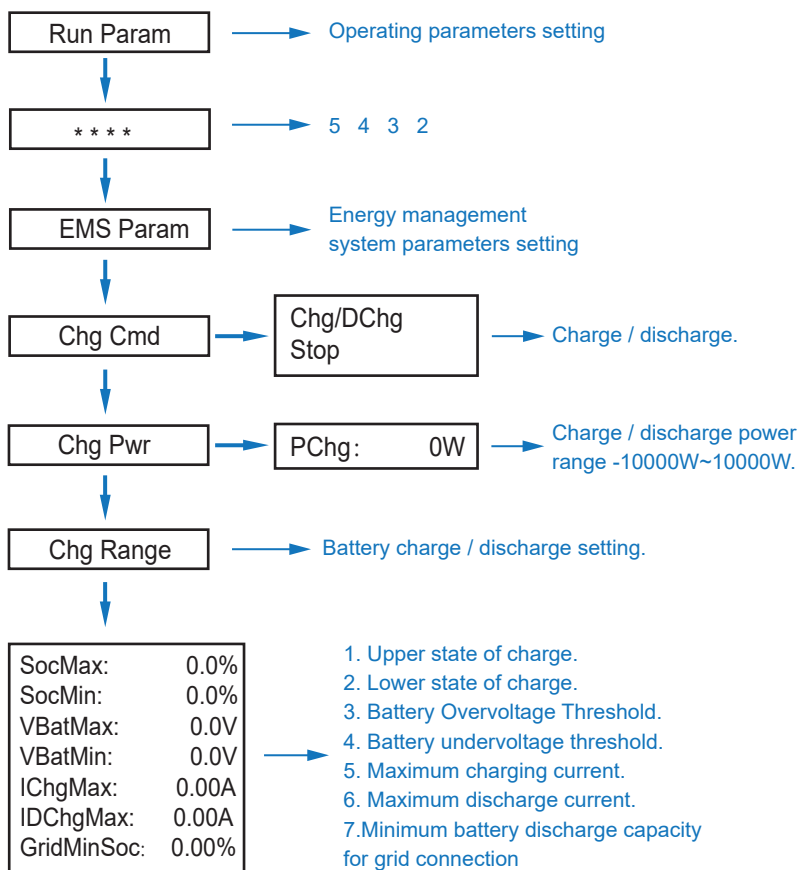 Run Param
Operating parameters setting
* * * *
5 4 3 2
EMS Param
Energy management
system parameters setting
Chg Cmd
Chg/DChg
Stop
Charge / discharge.
Chg Pwr
PChg: 0W
Charge / discharge power
range -10000W~10000W.
Chg Range
Battery charge / discharge setting.
SocMax: 0.0%
SocMin: 0.0%
VBatMax: 0.0V
VBatMin: 0.0V
IChgMax: 0.00A
IDChgMax: 0.00A
GridMinSoc: 0.00%
1. Upper state of charge.
2. Lower state of charge.
3. Battery Overvoltage Threshold.
4. Battery undervoltage threshold.
5. Maximum charging current.
6. Maximum discharge current.
7.Minimum battery discharge capacity
for grid connection